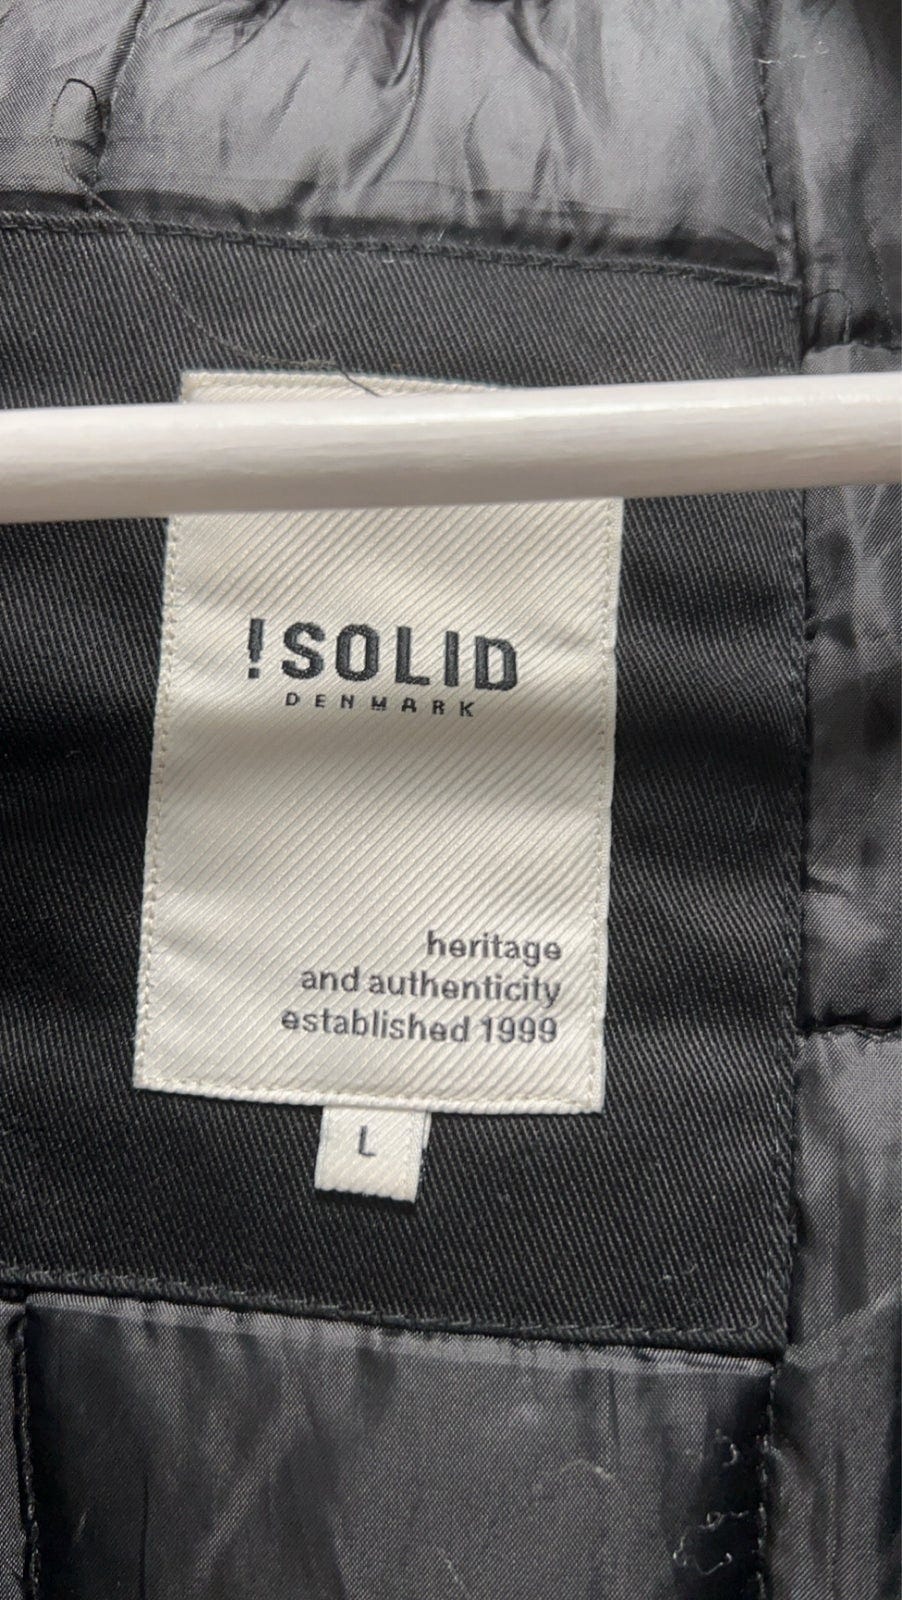 !SOLID
DENMARK
heritage
and authenticity
established 1999
L